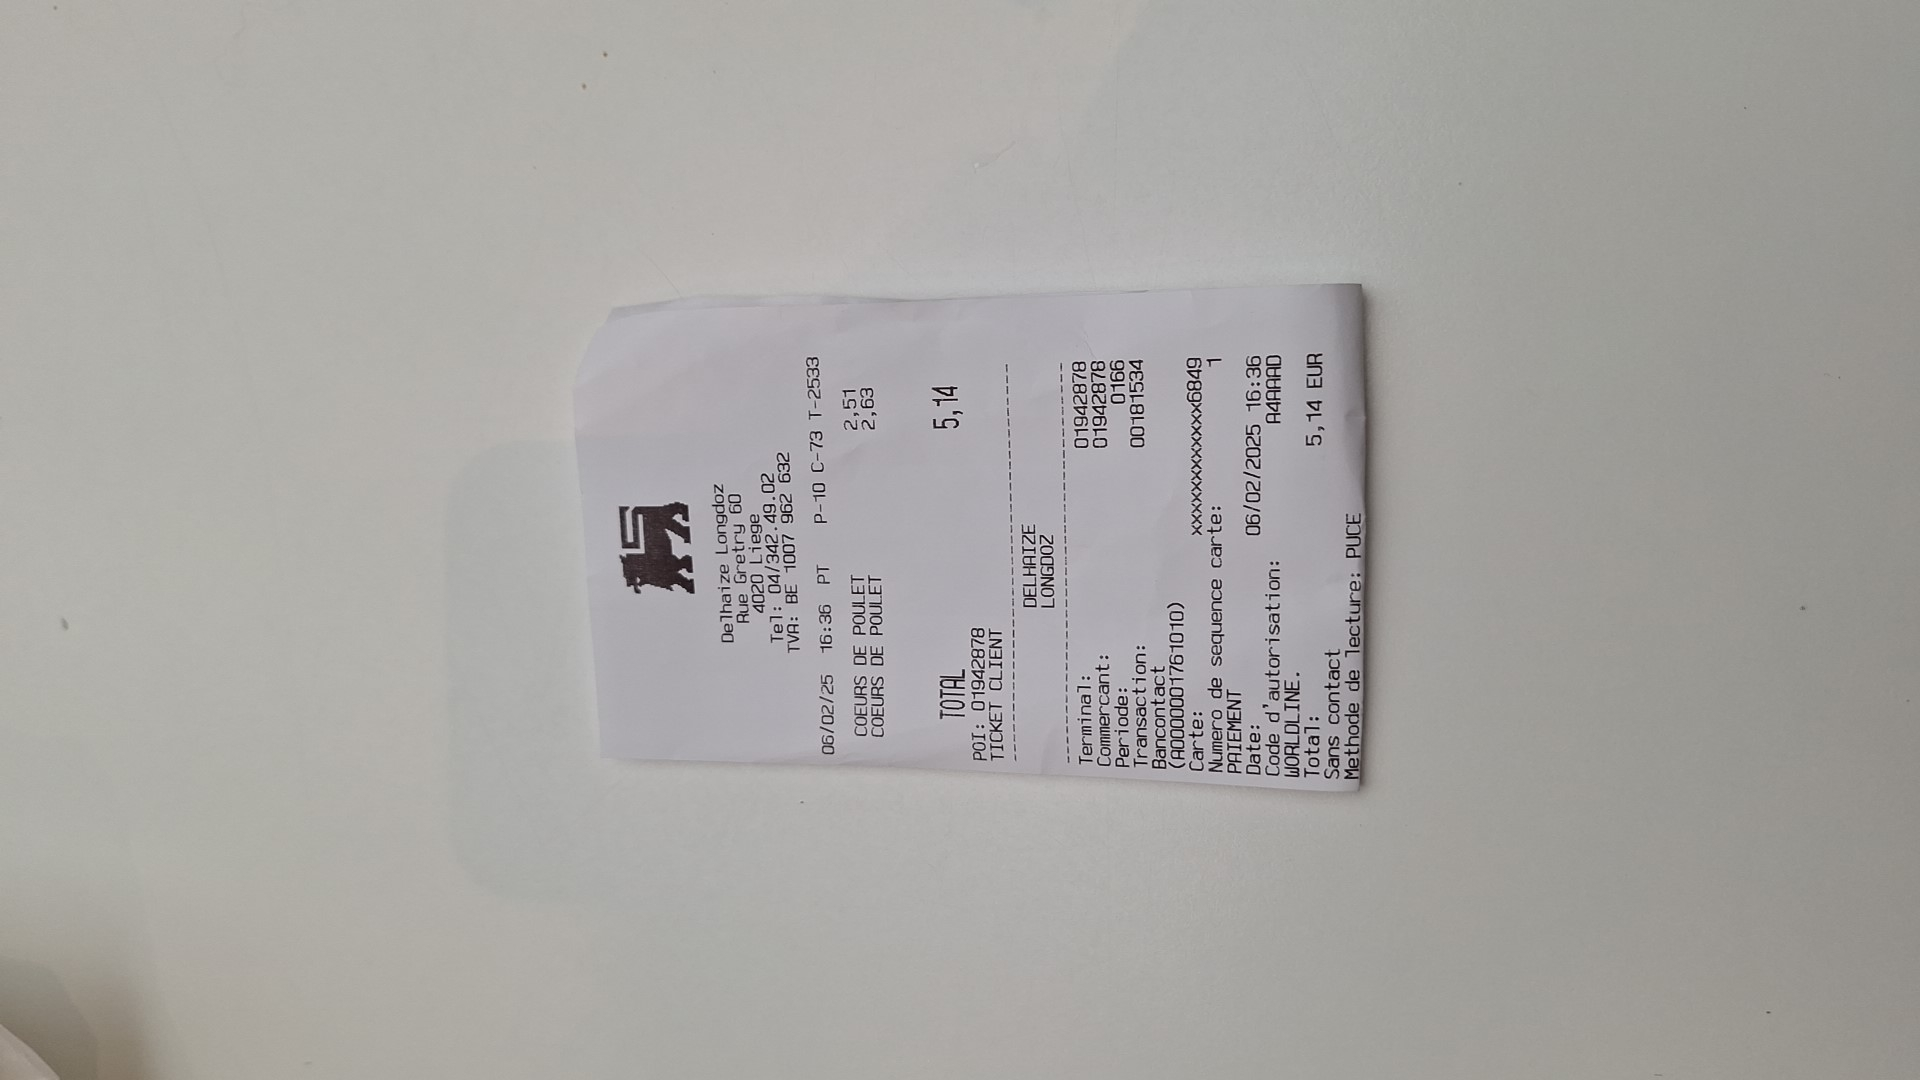 Delhaize Longdoz
Rue Gretry 60
4020 Liege
Tel: 04/342.49.02
TVA: BE 1007 962 632
06/02/25 16:36 PT P-10 C-73 T-2533
COEURS DE POULET 2,51
COEURS DE POULET 2,63
TOTAL 5,14
POI: 01942878
TICKET CLIENT
DELHAIZE
LONGDOZ
Terminal: 01942878
Commercant: 01942878
Periode: 0166
Transaction: 00181534
Bancontact
(A0000001761010)
Carte: xxxxxxxxxxxxx6849
Numero de sequence carte: 1
PAIEMENT
Date: 06/02/2025 16:36
Code d'autorisation: A4AAAD
WORLDLINE.
Total: 5,14 EUR
Sans contact
Methode de lecture: PUCE